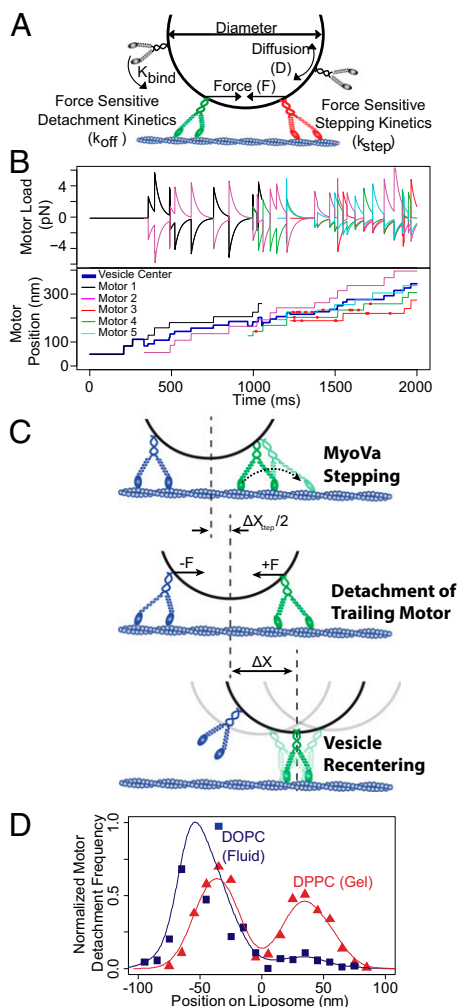 A
Diameter
Diffusion
(D)
Kbind
Force (F)
Force Sensitive
Detachment Kinetics
(koff)
Force Sensitive
Stepping Kinetics
(kstep)
B
Motor Load
(pN)
4
0
-4
Vesicle Center
Motor 1
Motor 2
Motor 3
Motor 4
Motor 5
Motor
Position (nm)
300
100
0
0 500 1000 1500 2000
Time (ms)
C
MyoVa
Stepping
ΔXstep/2
-F +F
Detachment of
Trailing Motor
ΔX
Vesicle
Recentering
D
Normalized Motor
Detachment Frequency
1.0
0.5
0.0
DOPC
(Fluid)
DPPC (Gel)
-100 -50 0 50 100
Position on Liposome (nm)